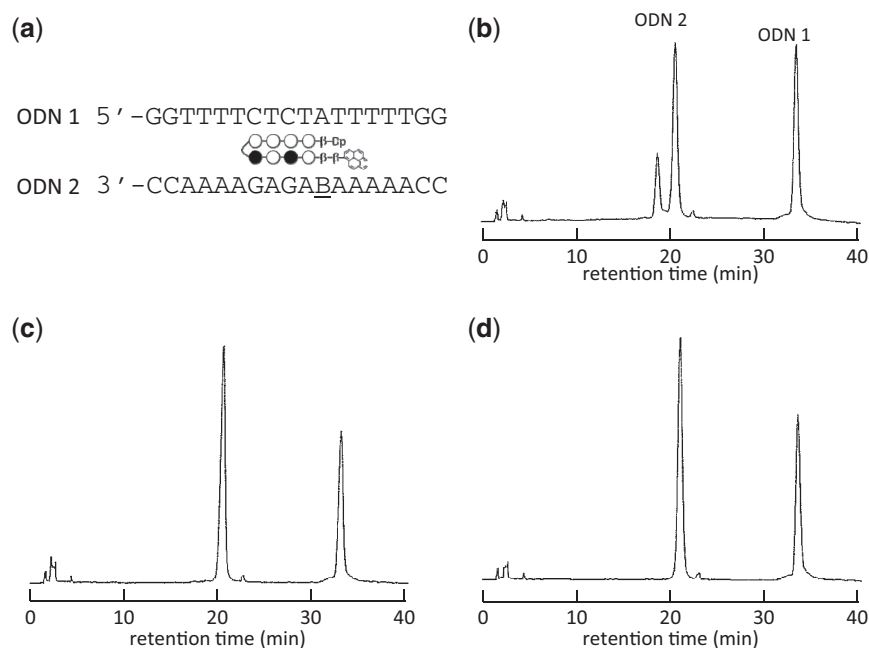 (a)
ODN 1 5'-GGTTTTCTCTATTTTTGG
β-Cp
β-β
ODN 2 3'-CCAAAAGAGABAAAAACC
(b)
ODN 2
ODN 1
0 10 20 30 40
retention time (min)
(c)
0 10 20 30 40
retention time (min)
(d)
0 10 20 30 40
retention time (min)